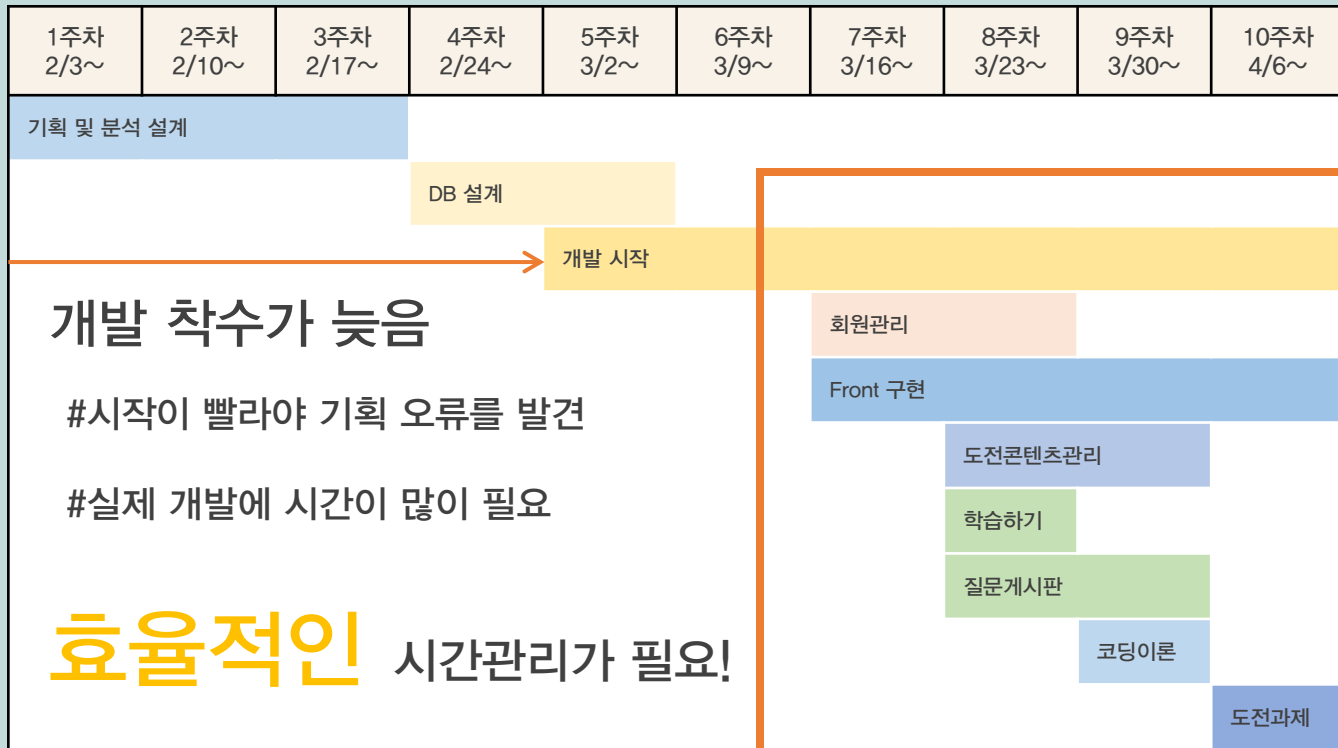 1주차
2/3~
2주차
2/10~
3주차
2/17~
4주차
2/24~
5주차
3/2~
6주차
3/9~
7주차
3/16~
8주차
3/23~
9주차
3/30~
10주차
4/6~
기획 및 분석 설계
DB 설계
개발 시작
개발 착수가 늦음
회원관리
Front 구현
#시작이 빨라야 기획 오류를 발견
도전콘텐츠관리
#실제 개발에 시간이 많이 필요
학습하기
질문게시판
효율적인 시간관리가 필요!
코딩이론
도전과제